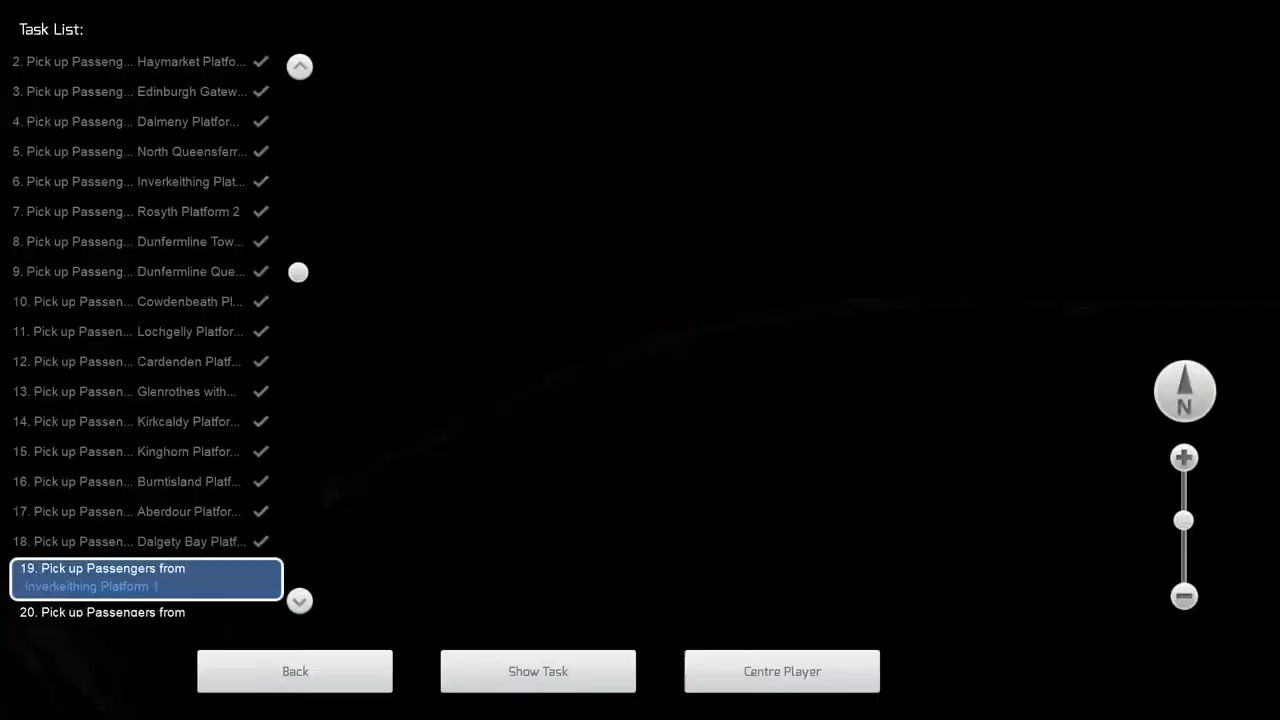 Task List:
2. Pick up Passeng... Haymarket Platfo...
3. Pick up Passeng... Edinburgh Gatew...
4. Pick up Passeng... Dalmeny Platfor...
5. Pick up Passeng... North Queensferr...
6. Pick up Passeng... Inverkeithing Plat...
7. Pick up Passeng... Rosyth Platform 2
8. Pick up Passeng... Dunfermline Tow...
9. Pick up Passeng... Dunfermline Que...
10. Pick up Passen... Cowdenbeath Pl...
11. Pick up Passen... Lochgelly Platfor...
12. Pick up Passen... Cardenden Platf...
13. Pick up Passen... Glenrothes with...
14. Pick up Passen... Kirkcaldy Platfor...
15. Pick up Passen... Kinghorn Platfor...
16. Pick up Passen... Burntisland Platf...
17. Pick up Passen... Aberdour Platfor...
18. Pick up Passen... Dalgety Bay Platf...
19. Pick up Passengers from
Inverkeithing Platform 1
20. Pick up Passengers from
N
Back
Show Task
Centre Player